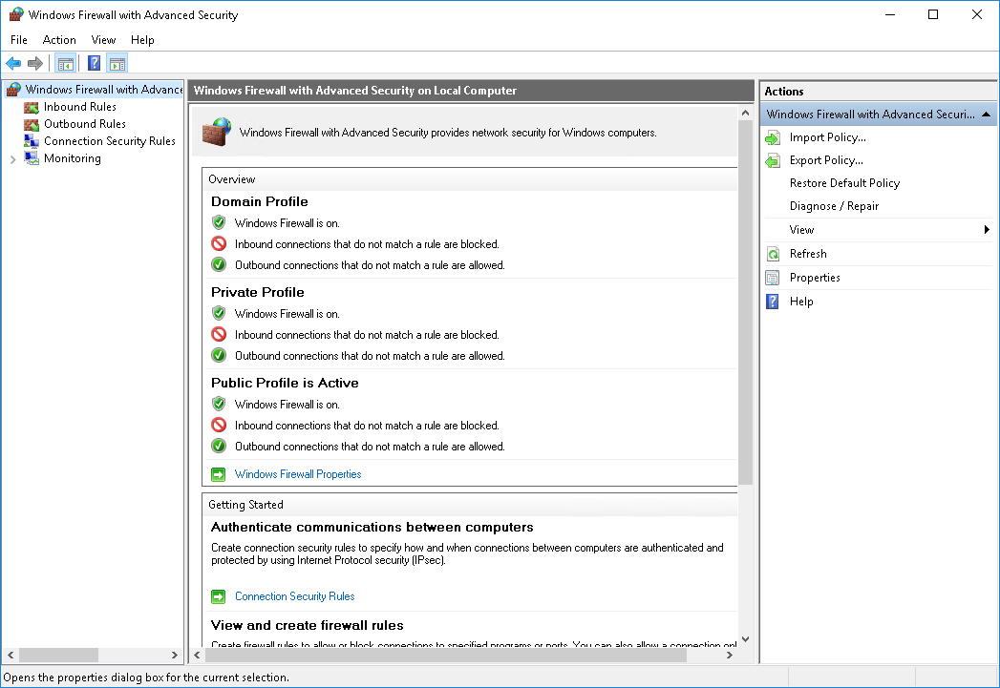 Windows Firewall with Advanced Security
File Action View Help
Windows Firewall with Advance
Inbound Rules
Outbound Rules
Connection Security Rules
Monitoring
Windows Firewall with Advanced Security on Local Computer
Windows Firewall with Advanced Security provides network security for Windows computers.
Overview
Domain Profile
Windows Firewall is on.
Inbound connections that do not match a rule are blocked.
Outbound connections that do not match a rule are allowed.
Private Profile
Windows Firewall is on.
Inbound connections that do not match a rule are blocked.
Outbound connections that do not match a rule are allowed.
Public Profile is Active
Windows Firewall is on.
Inbound connections that do not match a rule are blocked.
Outbound connections that do not match a rule are allowed.
Windows Firewall Properties
Getting Started
Authenticate communications between computers
Create connection security rules to specify how and when connections between computers are authenticated and
protected by using Internet Protocol security (IPsec).
Connection Security Rules
View and create firewall rules
Create firewall rules to allow or block connections to specified programs or ports. You can also allow a connection onl
Actions
Windows Firewall with Advanced Securi...
Import Policy...
Export Policy...
Restore Default Policy
Diagnose / Repair
View
Refresh
Properties
Help
Opens the properties dialog box for the current selection.